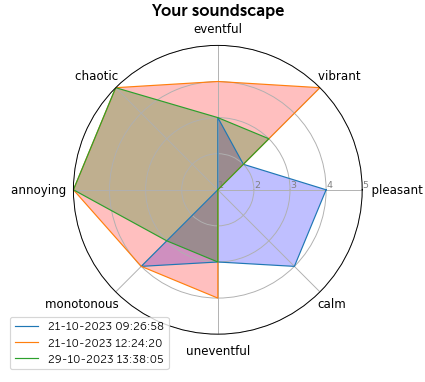 Your soundscape
eventful
chaotic
vibrant
annoying
2
3
4
5
pleasant
monotonous
calm
uneventful
21-10-2023 09:26:58
21-10-2023 12:24:20
29-10-2023 13:38:05